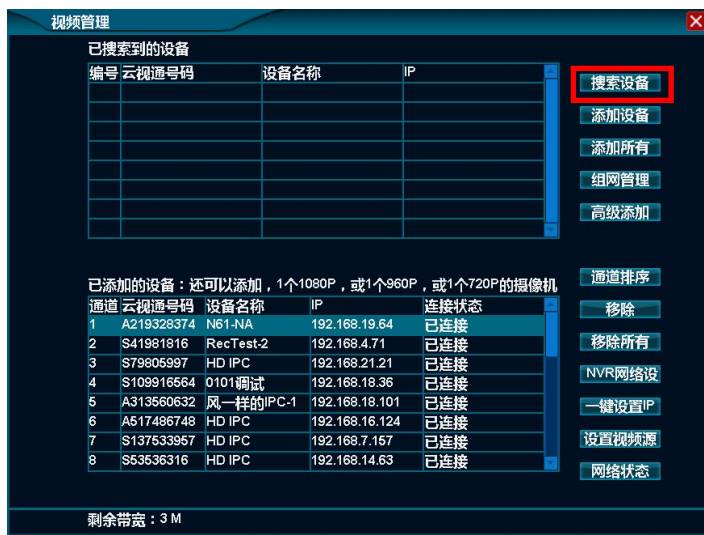 视频管理
已搜索到的设备
编号 云视通号码 设备名称 IP
搜索设备
添加设备
添加所有
组网管理
高级添加
已添加的设备：还可以添加，1个1080P，或1个960P，或1个720P的摄像机
通道 云视通号码 设备名称 IP 连接状态
1 A219328374 N61-NA 192.168.19.64 已连接
2 S41981816 RecTest-2 192.168.4.71 已连接
3 S79805997 HD IPC 192.168.21.21 已连接
4 S109916564 0101调试 192.168.18.36 已连接
5 A313560632 风一样的IPC-1 192.168.18.101 已连接
6 A517486748 HD IPC 192.168.16.124 已连接
7 S137533957 HD IPC 192.168.7.157 已连接
8 S53536316 HD IPC 192.168.14.63 已连接
通道排序
移除
移除所有
NVR网络设
一键设置IP
设置视频源
网络状态
剩余带宽：3 M